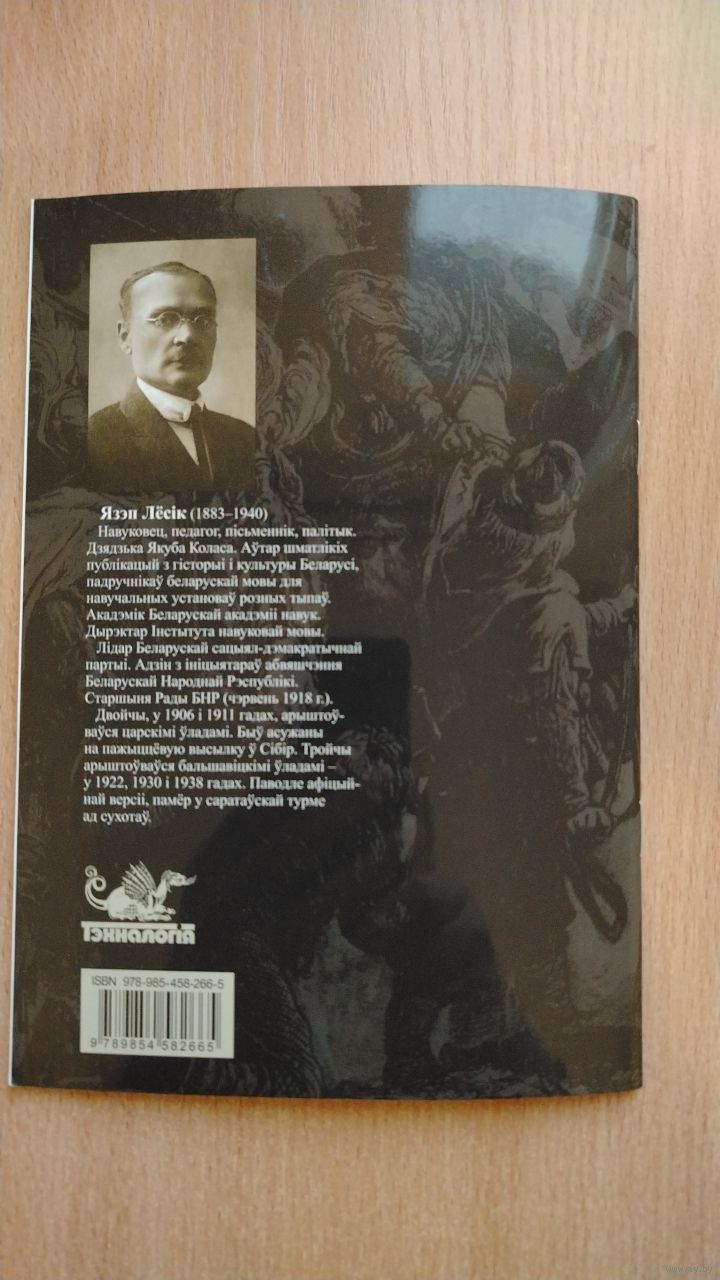 Язэп Лёсік (1883–1940)
Навуковец, педагог, пісьменнік, палітык.
Дзядзька Якуба Коласа. Аўтар шматлікіх
публікацый з гісторыі і культуры Беларусі,
падручнікаў беларускай мовы для
навучальных установаў розных тыпаў.
Акадэмік Беларускай акадэміі навук.
Дырэктар Інстытута навуковай мовы.
Лідар Беларускай сацыял-дэмакратычнай
партыі. Адзін з ініцыятараў абвяшчэння
Беларускай Народнай Рэспублікі.
Старшыня Рады БНР (чэрвень 1918 г.).
Двойчы, у 1906 і 1911 гадах, арыштоў-
ваўся царскімі ўладамі. Быў асуджаны
на пажыццёвую высылку ў Сібір. Тройчы
арыштоўваўся бальшавіцкімі ўладамі –
у 1922, 1930 і 1938 гадах. Паводле афіцый-
най версіі, памёр у саратаўскай турме
ад сухотаў.
Тэхналогія
ISBN 978-985-458-266-5
9 789854 582665
www.ay.by